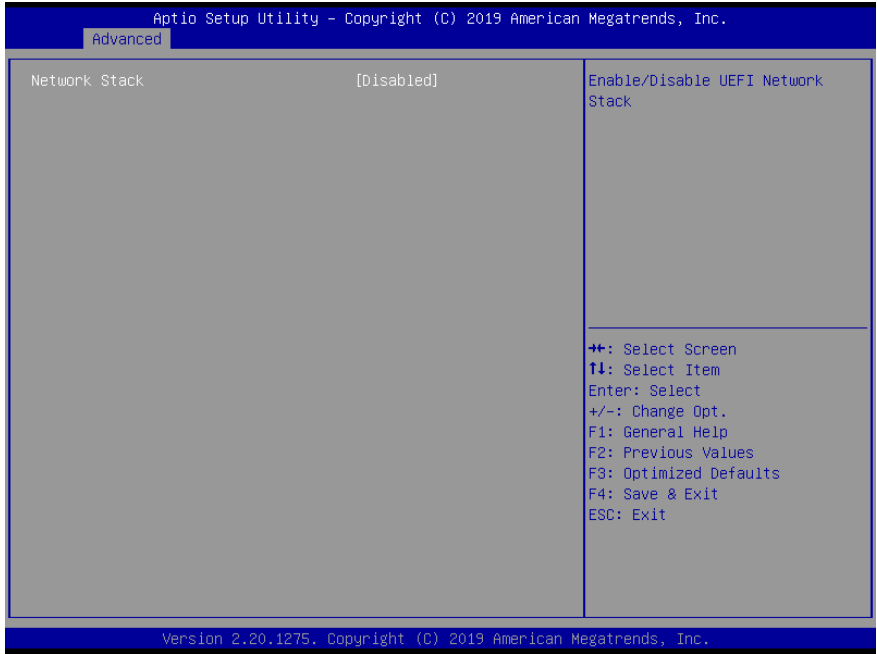 Aptio Setup Utility – Copyright (C) 2019 American Megatrends, Inc.
Advanced
Network Stack [Disabled]
Enable/Disable UEFI Network
Stack
→←: Select Screen
↑↓: Select Item
Enter: Select
+/-: Change Opt.
F1: General Help
F2: Previous Values
F3: Optimized Defaults
F4: Save & Exit
ESC: Exit
Version 2.20.1275. Copyright (C) 2019 American Megatrends, Inc.